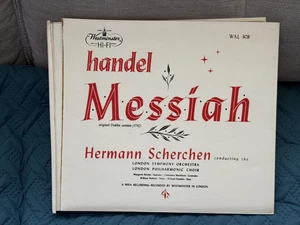 Westminster
HI-FI
WAL 308
handel
Messiah
original Dublin version (1742)
Hermann Scherchen conducting the
LONDON SYMPHONY ORCHESTRA
LONDON PHILHARMONIC CHOIR
A WEST RECORDING RECORDED BY WESTMINSTER IN LONDON